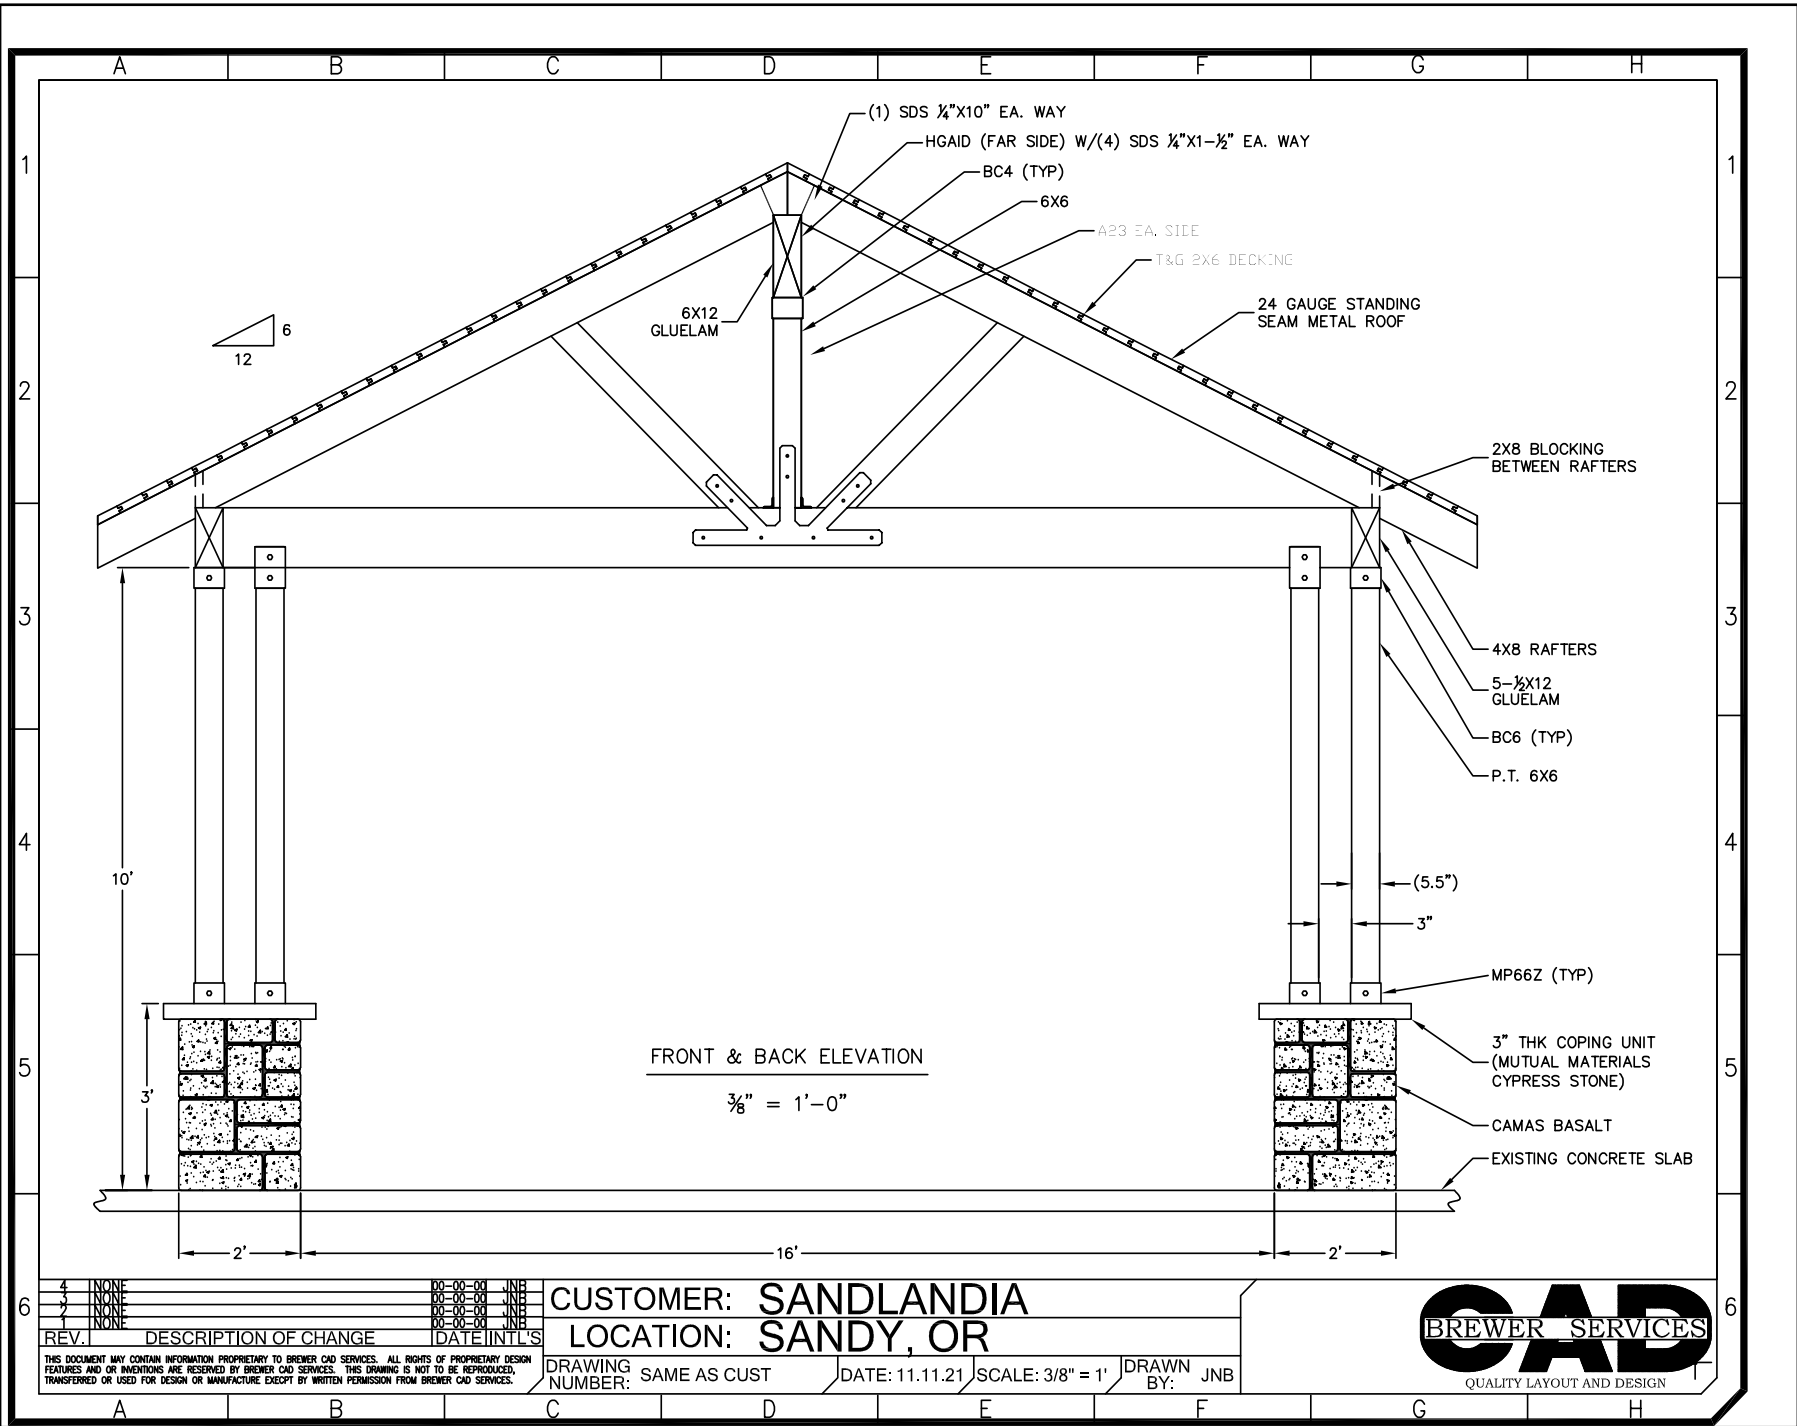 A B C D E F G H
(1) SDS ¼"X10" EA. WAY
HGAID (FAR SIDE) W/(4) SDS ¼"X1-½" EA. WAY
1 1
BC4 (TYP)
6X6
A23 EA. SIDE
T&G 2X6 DECKING
24 GAUGE STANDING
SEAM METAL ROOF
6X12
GLUELAM
6
12
2 2
2X8 BLOCKING
BETWEEN RAFTERS
3 3
4X8 RAFTERS
5-½X12
GLUELAM
BC6 (TYP)
P.T. 6X6
4 4
10'
(5.5")
3"
MP66Z (TYP)
3" THK COPING UNIT
(MUTUAL MATERIALS
CYPRESS STONE)
FRONT & BACK ELEVATION
⅜" = 1'-0"
5 5
3'
CAMAS BASALT
EXISTING CONCRETE SLAB
2' 16' 2'
6 6
4 NONE 00-00-00 JNB
3 NONE 00-00-00 JNB
2 NONE 00-00-00 JNB
1 NONE 00-00-00 JNB
REV. DESCRIPTION OF CHANGE DATE INTL'S
THIS DOCUMENT MAY CONTAIN INFORMATION PROPRIETARY TO BREWER CAD SERVICES. ALL RIGHTS OF PROPRIETARY DESIGN
FEATURES AND OR INVENTIONS ARE RESERVED BY BREWER CAD SERVICES. THIS DRAWING IS NOT TO BE REPRODUCED,
TRANSFERRED OR USED FOR DESIGN OR MANUFACTURE EXECPT BY WRITTEN PERMISSION FROM BREWER CAD SERVICES.
CUSTOMER: SANDLANDIA
LOCATION: SANDY, OR
DRAWING
NUMBER: SAME AS CUST
DATE: 11.11.21
SCALE: 3/8" = 1'
DRAWN
BY: JNB
CAD
BREWER SERVICES
QUALITY LAYOUT AND DESIGN
A B C D E F G H